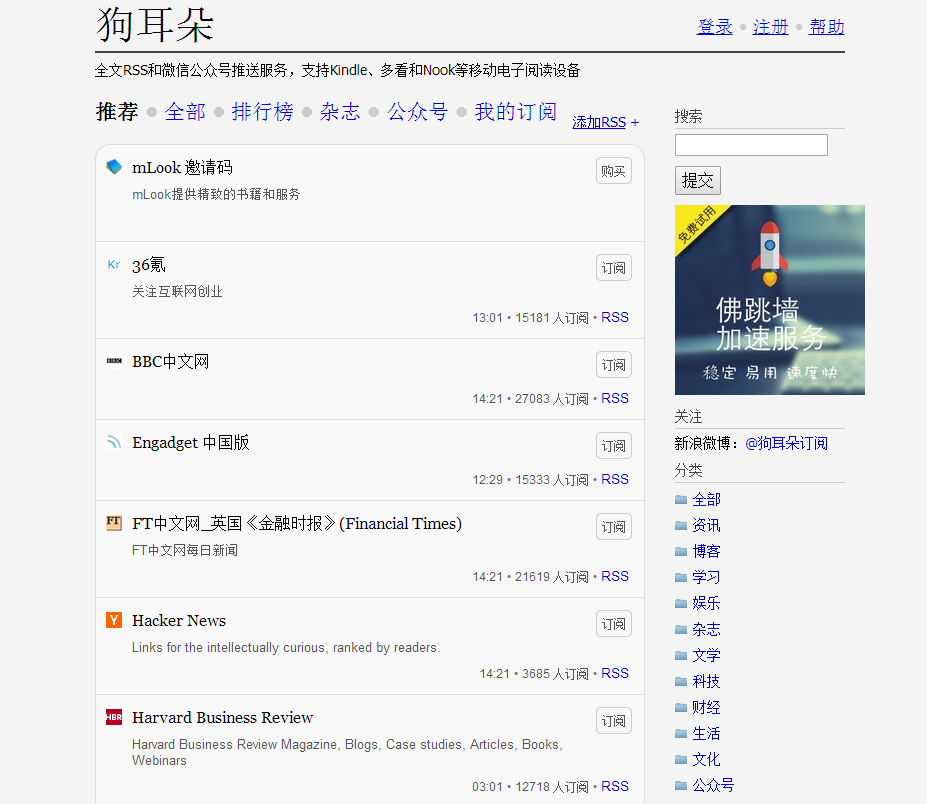 狗耳朵
登录 • 注册 • 帮助
全文RSS和微信公众号推送服务，支持Kindle、多看和Nook等移动电子阅读设备
推荐 ● 全部 ● 排行榜 ● 杂志 ● 公众号 ● 我的订阅
添加RSS +
mLook 邀请码
购买
mLook提供精致的书籍和服务
Kr
36氪
订阅
关注互联网创业
13:01 • 15181 人订阅 • RSS
BBC
BBC中文网
订阅
14:21 • 27083 人订阅 • RSS
Engadget 中国版
订阅
12:29 • 15333 人订阅 • RSS
FT
FT中文网_英国《金融时报》(Financial Times)
订阅
FT中文网每日新闻
14:21 • 21619 人订阅 • RSS
Y
Hacker News
订阅
Links for the intellectually curious, ranked by readers.
14:21 • 3685 人订阅 • RSS
HBR
Harvard Business Review
订阅
Harvard Business Review Magazine, Blogs, Case studies, Articles, Books,
Webinars
03:01 • 12718 人订阅 • RSS
搜索
提交
免费试用
佛跳墙
加速服务
稳定 易用 速度快
关注
新浪微博：@狗耳朵订阅
分类
全部
资讯
博客
学习
娱乐
杂志
文学
科技
财经
生活
文化
公众号